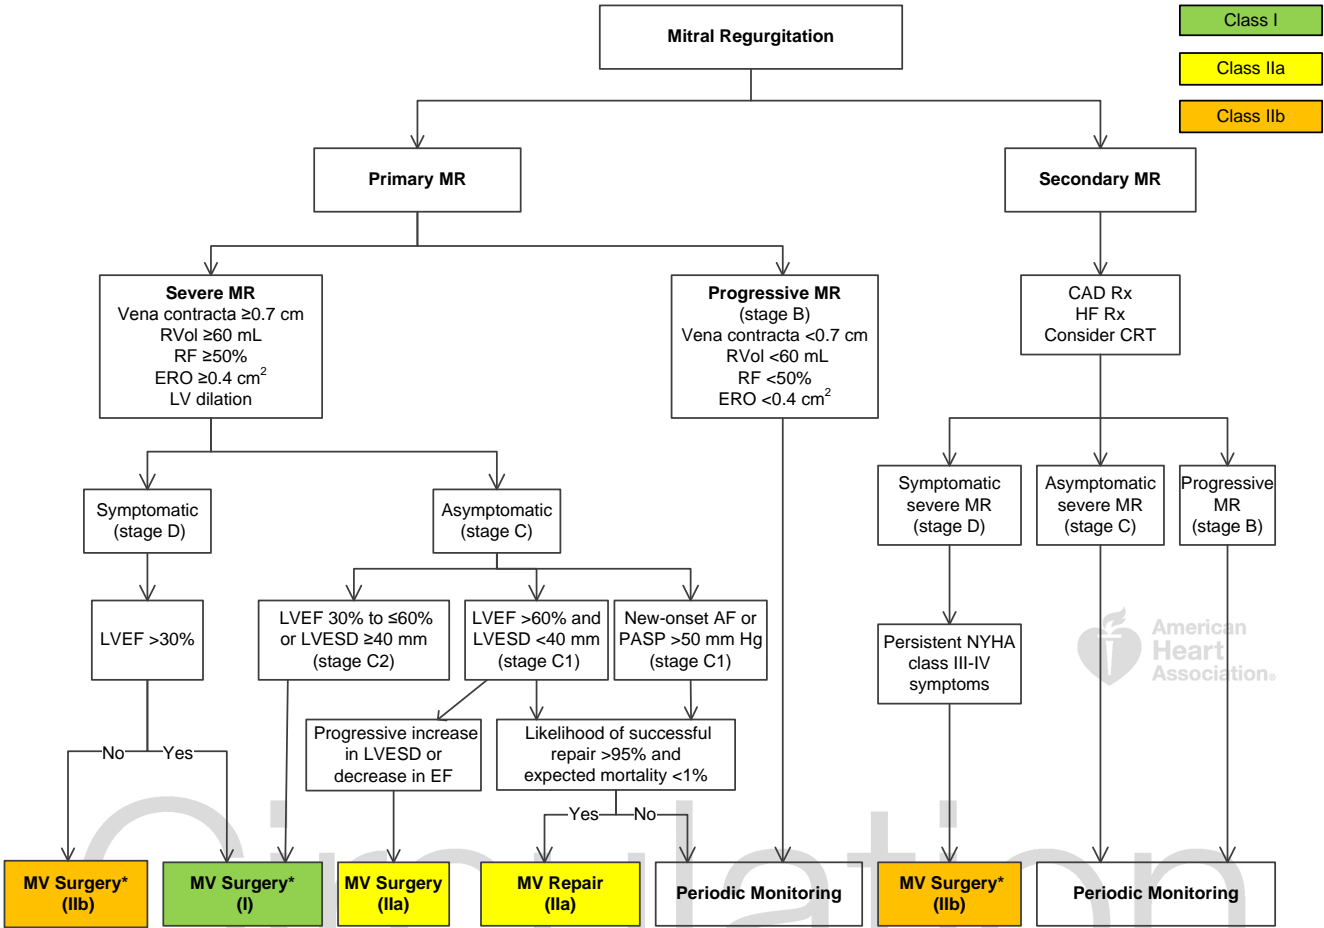 Mitral Regurgitation
Class I
Class IIa
Class IIb
Primary MR
Secondary MR
Severe MR
Vena contracta ≥0.7 cm
RVol ≥60 mL
RF ≥50%
ERO ≥0.4 cm²
LV dilation
Progressive MR
(stage B)
Vena contracta <0.7 cm
RVol <60 mL
RF <50%
ERO <0.4 cm²
CAD Rx
HF Rx
Consider CRT
Symptomatic
(stage D)
Asymptomatic
(stage C)
Symptomatic
severe MR
(stage D)
Asymptomatic
severe MR
(stage C)
Progressive
MR
(stage B)
LVEF >30%
LVEF 30% to ≤60%
or LVESD ≥40 mm
(stage C2)
LVEF >60% and
LVESD <40 mm
(stage C1)
New-onset AF or
PASP >50 mm Hg
(stage C1)
Persistent NYHA
class III-IV
symptoms
American
Heart
Association®
Progressive increase
in LVESD or
decrease in EF
Likelihood of successful
repair >95% and
expected mortality <1%
No
Yes
Yes
No
MV Surgery*
(IIb)
MV Surgery*
(I)
MV Surgery
(IIa)
MV Repair
(IIa)
Periodic Monitoring
MV Surgery*
(IIb)
Periodic Monitoring